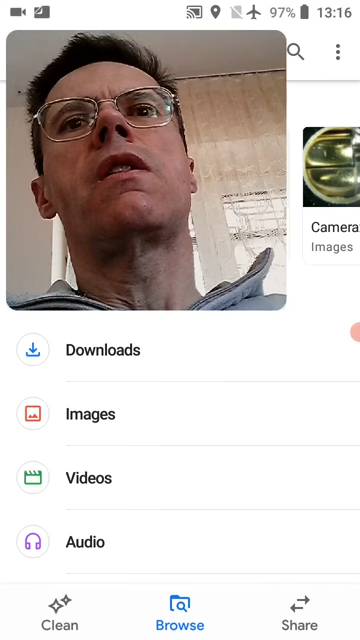 97% 13:16
Camera
Images
Downloads
Images
Videos
Audio
Clean Browse Share